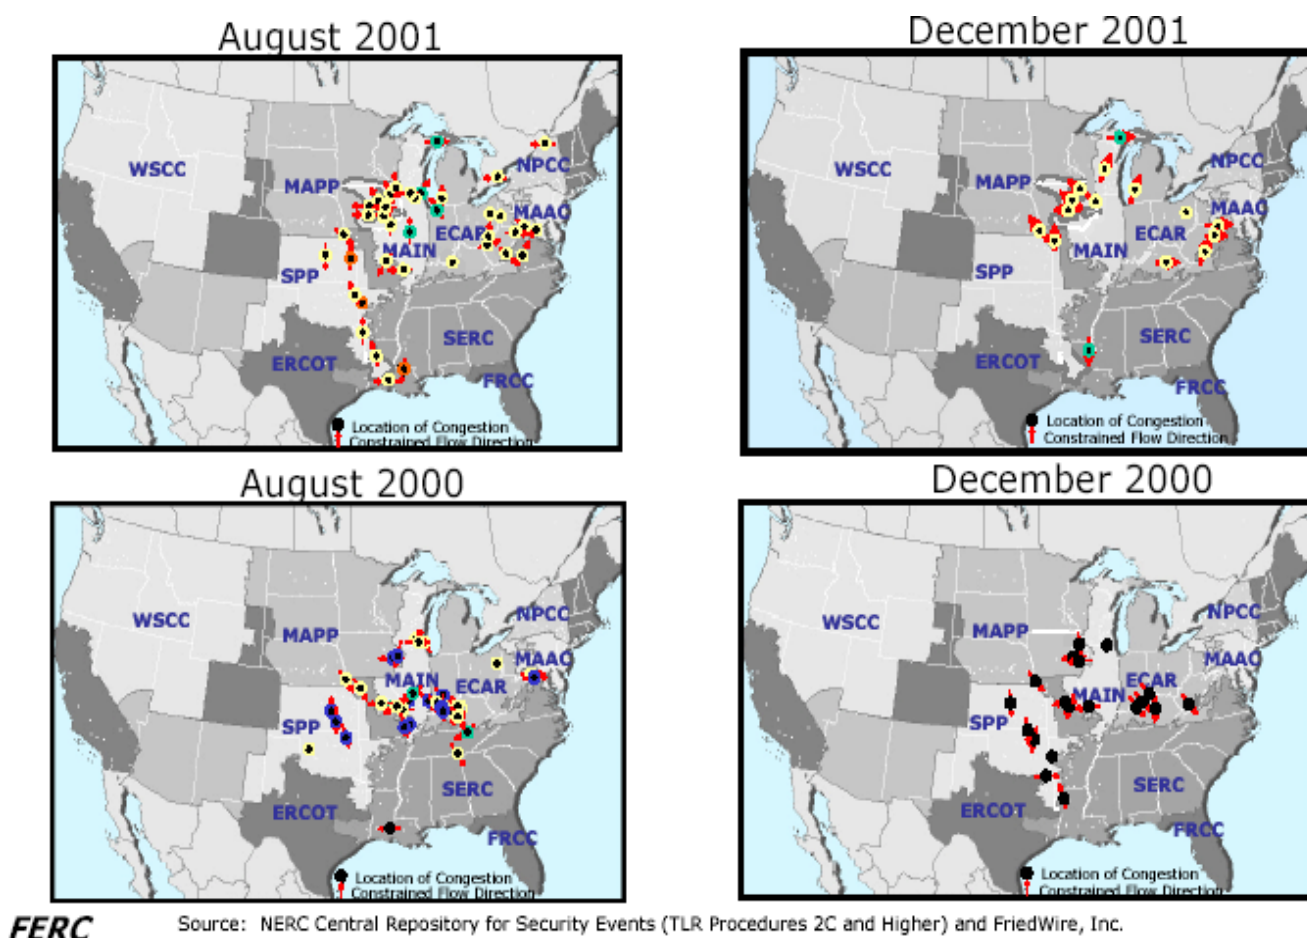 August 2001
December 2001
WSCC
MAPP
NPCC
MAAC
ECAR
MAIN
SPP
SERC
ERCOT
FRCC
Location of Congestion
Constrained Flow Direction
WSCC
MAPP
NPCC
MAAC
ECAR
MAIN
SPP
SERC
ERCOT
FRCC
Location of Congestion
Constrained Flow Direction
August 2000
December 2000
WSCC
MAPP
NPCC
MAAC
MAIN
ECAR
SPP
SERC
ERCOT
FRCC
Location of Congestion
Constrained Flow Direction
WSCC
MAPP
NPCC
MAAC
ECAR
MAIN
SPP
SERC
ERCOT
FRCC
Location of Congestion
Constrained Flow Direction
FERC
Source: NERC Central Repository for Security Events (TLR Procedures 2C and Higher) and FriedWire, Inc.